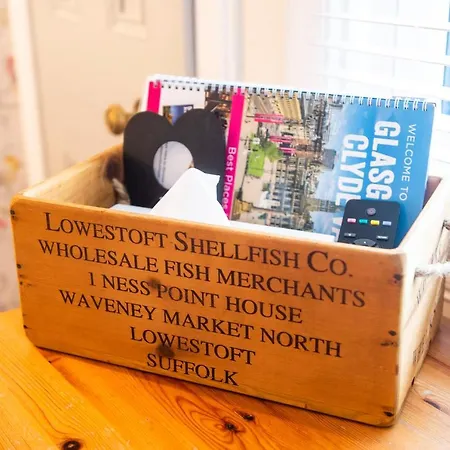 WELCOME TO
GLASG
CLYDE
Best Places
LOWESTOFT SHELLFISH CO.
WHOLESALE FISH MERCHANTS
1 NESS POINT HOUSE
WAVENEY MARKET NORTH
LOWESTOFT
SUFFOLK